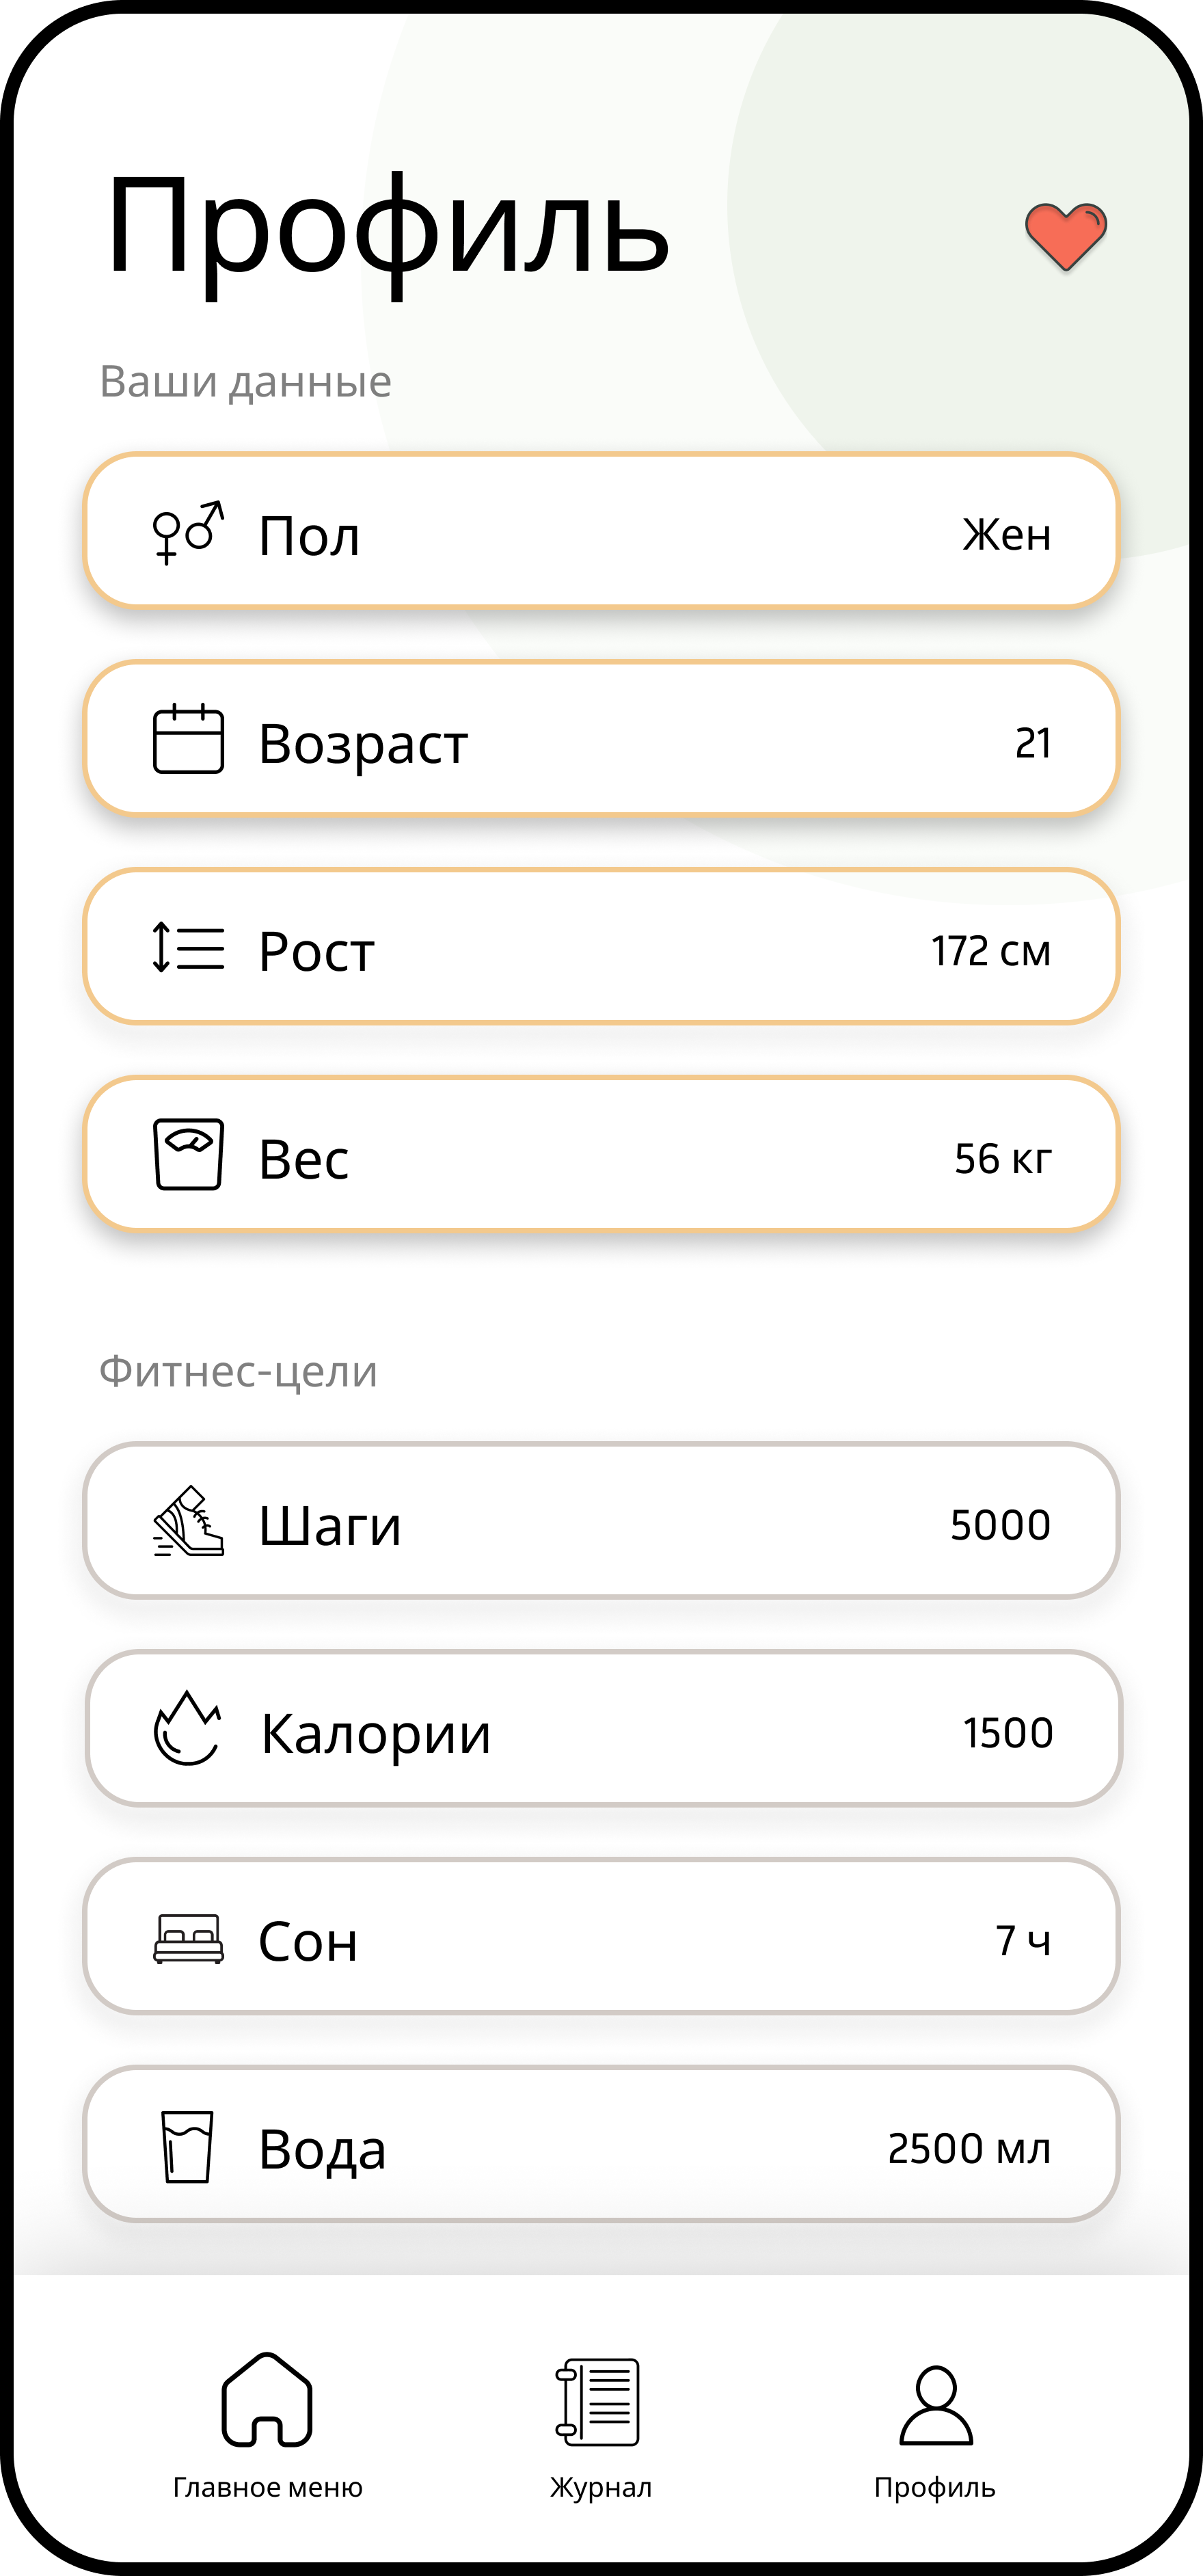 Профиль
Ваши данные
Пол Жен
Возраст 21
Рост 172 см
Вес 56 кг
Фитнес-цели
Шаги 5000
Калории 1500
Сон 7 ч
Вода 2500 мл
Главное меню Журнал Профиль